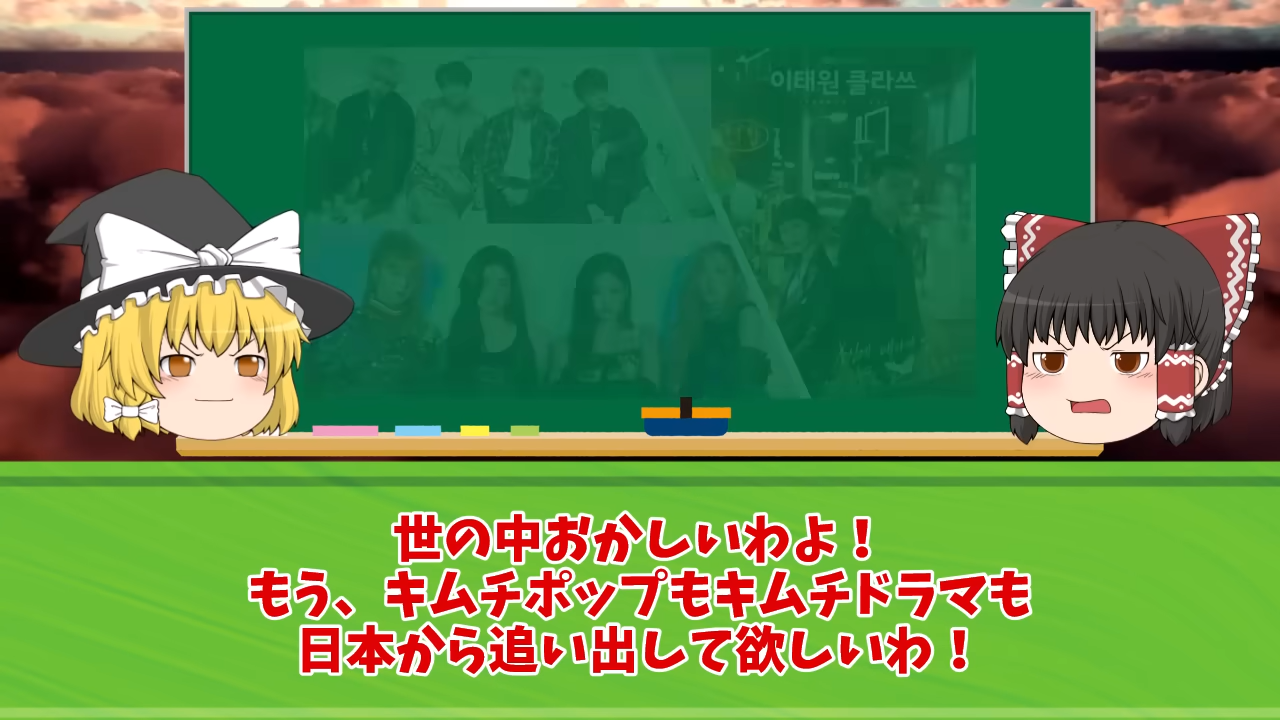 이태원 클라쓰
世の中おかしいわよ！
もう、キムチポップもキムチドラマも
日本から追い出して欲しいわ！